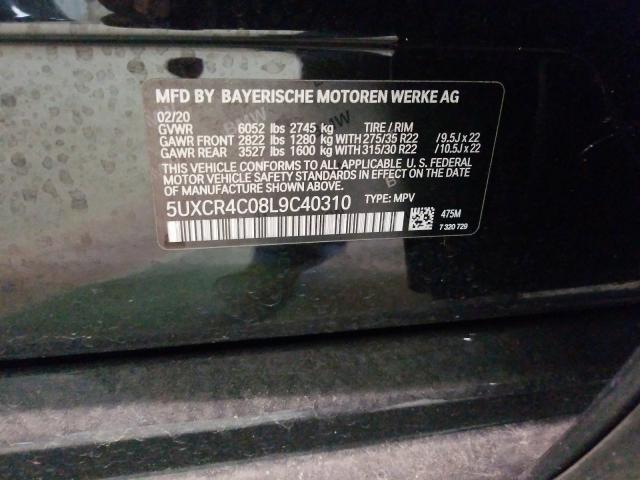 MFD BY BAYERISCHE MOTOREN WERKE AG
02/20
GVWR 6052 lbs 2745 kg TIRE / RIM
GAWR FRONT 2822 lbs 1280 kg WITH 275/35 R22 / 9.5J x 22
GAWR REAR 3527 lbs 1600 kg WITH 315/30 R22 / 10.5J x 22
THIS VEHICLE CONFORMS TO ALL APPLICABLE U. S. FEDERAL
MOTOR VEHICLE SAFETY STANDARDS IN EFFECT ON THE DATE
OF MANUFACTURE SHOWN ABOVE.
5UXCR4C08L9C40310 TYPE: MPV
475M
7 320 729